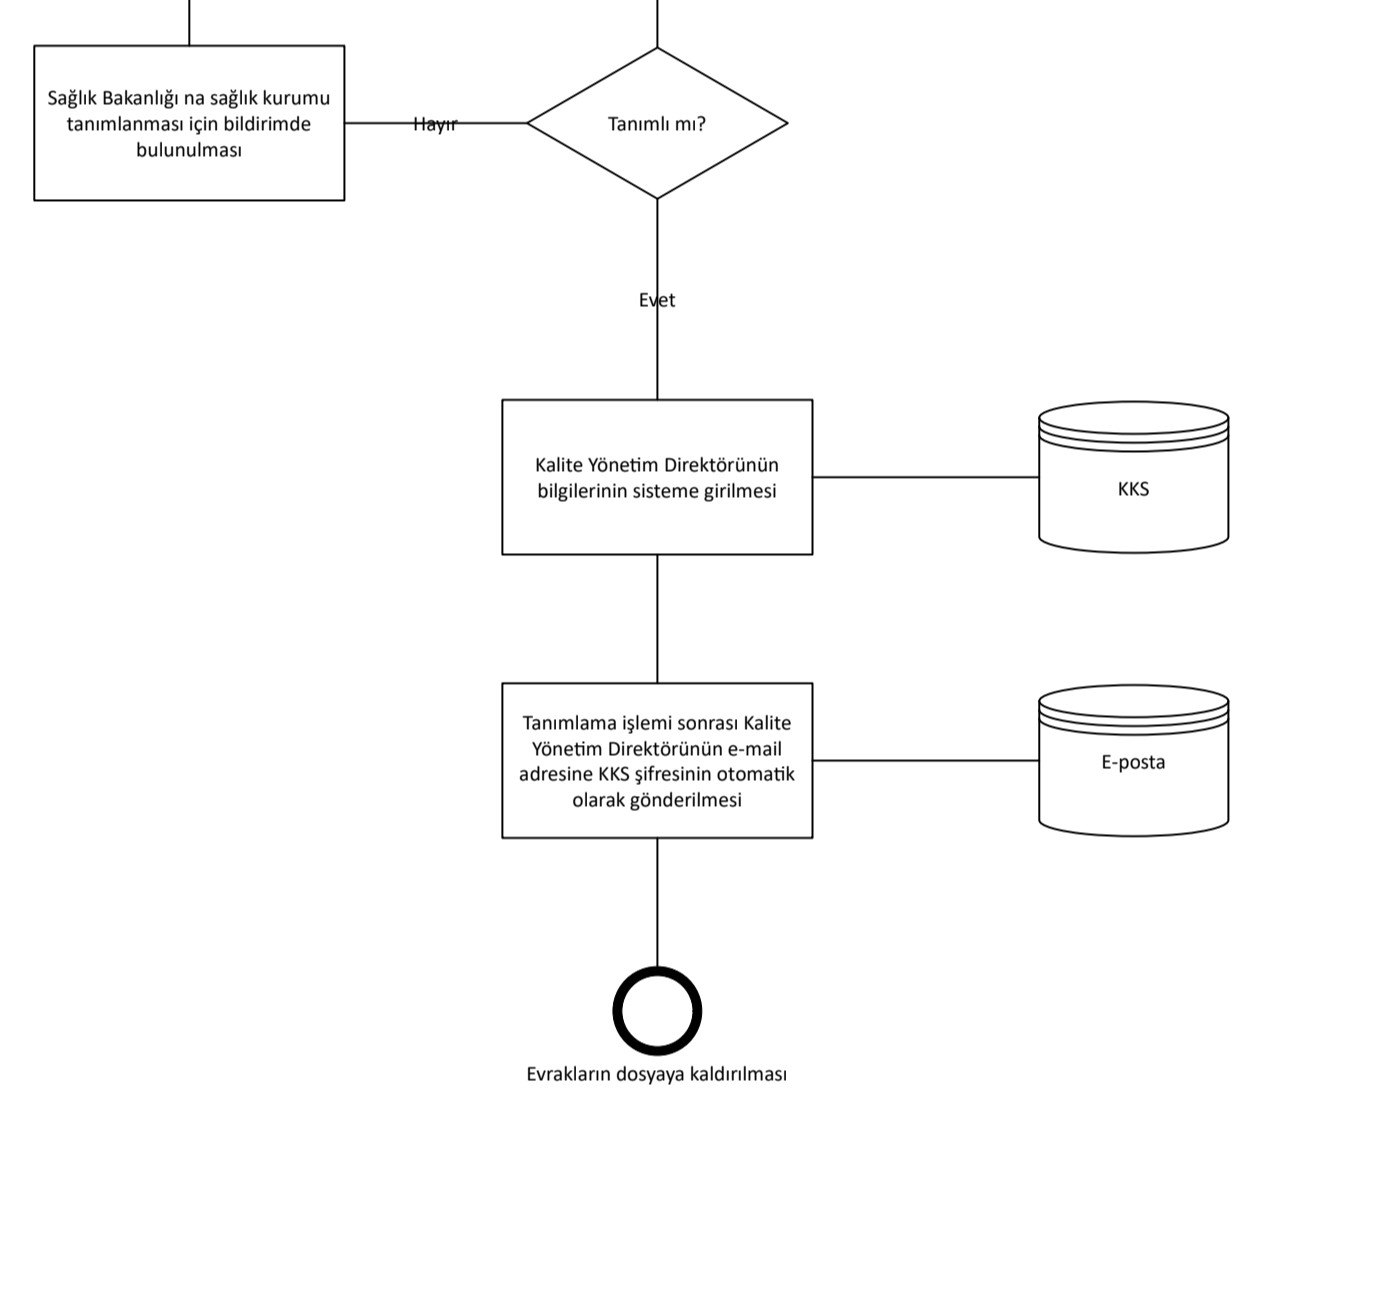 Sağlık Bakanlığı na sağlık kurumu
tanımlanması için bildirimde
bulunulması
Hayır
Tanımlı mı?
Evet
Kalite Yönetim Direktörünün
bilgilerinin sisteme girilmesi
KKS
Tanımlama işlemi sonrası Kalite
Yönetim Direktörünün e-mail
adresine KKS şifresinin otomatik
olarak gönderilmesi
E-posta
Evrakların dosyaya kaldırılması